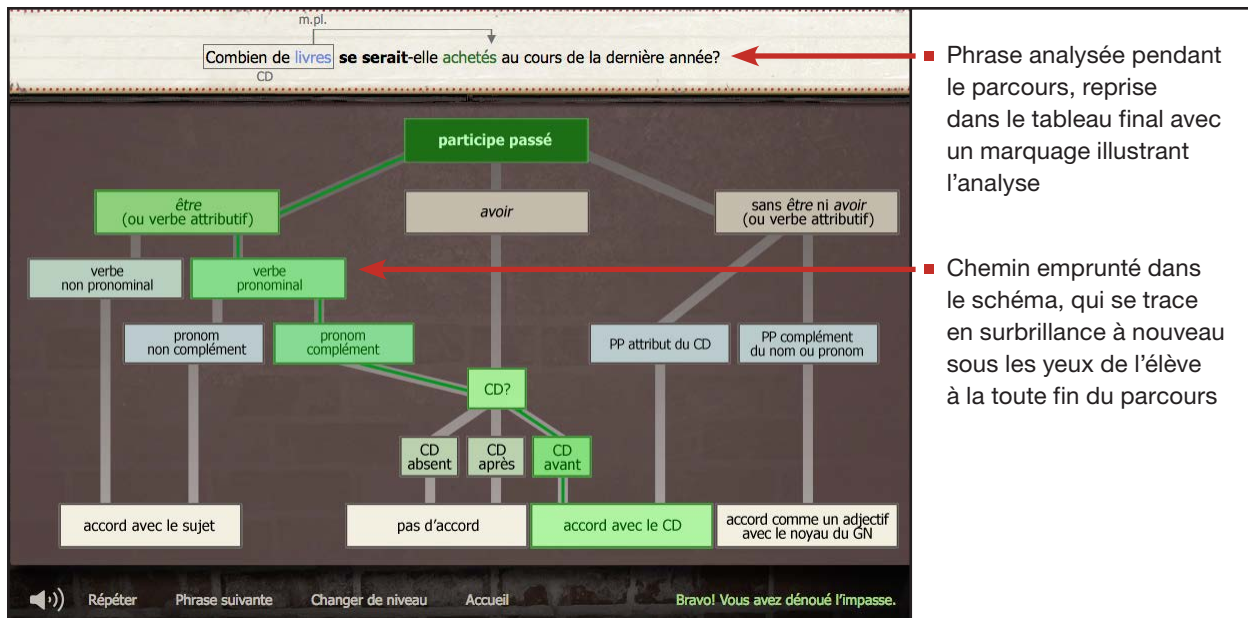 m.pl.
Combien de livres se serait-elle achetés au cours de la dernière année?
CD
participe passé
être
(ou verbe attributif)
avoir
sans être ni avoir
(ou verbe attributif)
verbe
non pronominal
verbe
pronominal
pronom
non complément
pronom
complément
PP attribut du CD
PP complément
du nom ou pronom
CD?
CD
absent
CD
après
CD
avant
accord avec le sujet
pas d'accord
accord avec le CD
accord comme un adjectif
avec le noyau du GN
Répéter
Phrase suivante
Changer de niveau
Accueil
Bravo! Vous avez dénoué l'impasse.
Phrase analysée pendant
le parcours, reprise
dans le tableau final avec
un marquage illustrant
l'analyse
Chemin emprunté dans
le schéma, qui se trace
en surbrillance à nouveau
sous les yeux de l'élève
à la toute fin du parcours